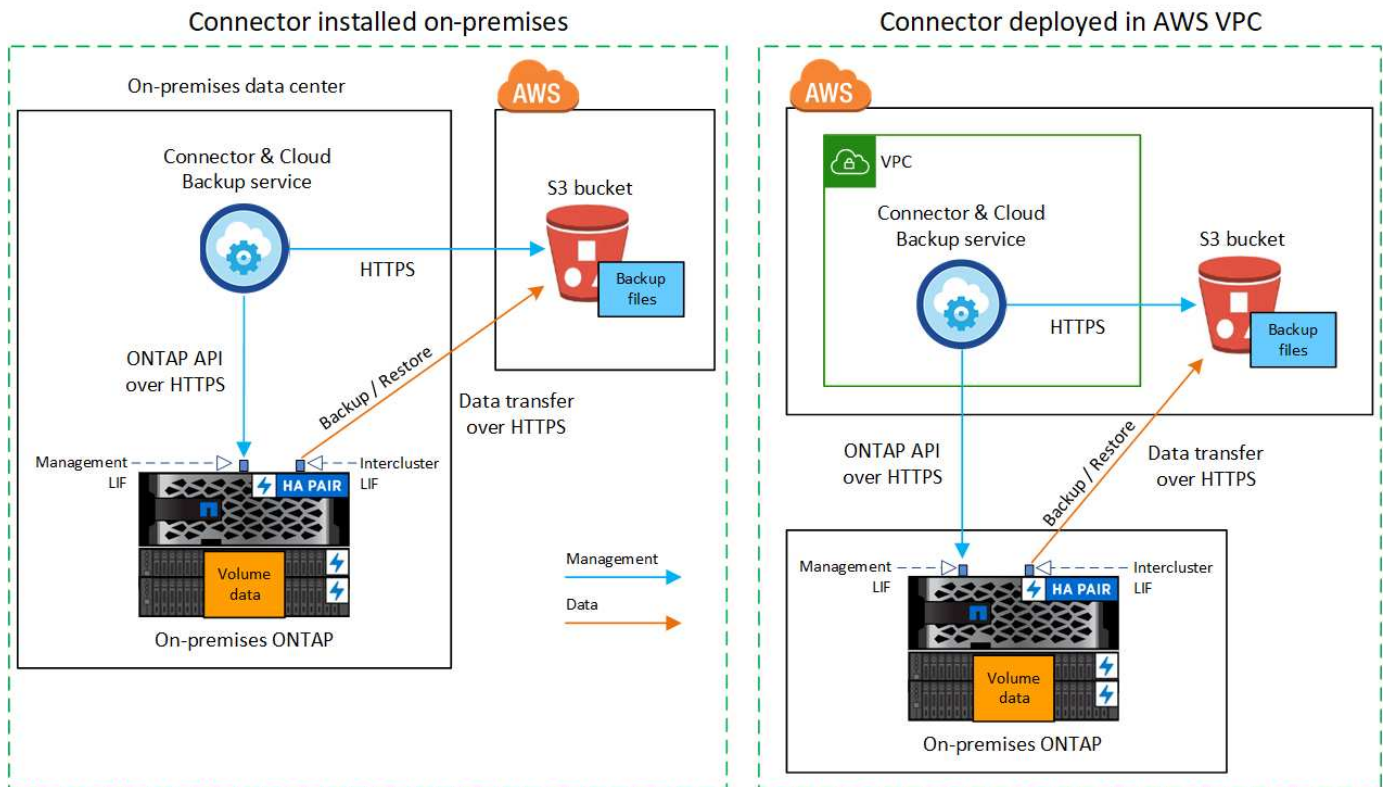 Connector installed on-premises
On-premises data center
AWS
Connector & Cloud
Backup service
S3 bucket
HTTPS
Backup
files
ONTAP API
over HTTPS
Backup / Restore
Data transfer
over HTTPS
Management
LIF
Intercluster
LIF
HA PAIR
Volume
data
On-premises ONTAP
Management
Data
Connector deployed in AWS VPC
AWS
VPC
Connector & Cloud
Backup service
S3 bucket
HTTPS
Backup
files
ONTAP API
over HTTPS
Backup / Restore
Data transfer
over HTTPS
Management
LIF
Intercluster
LIF
HA PAIR
Volume
data
On-premises ONTAP